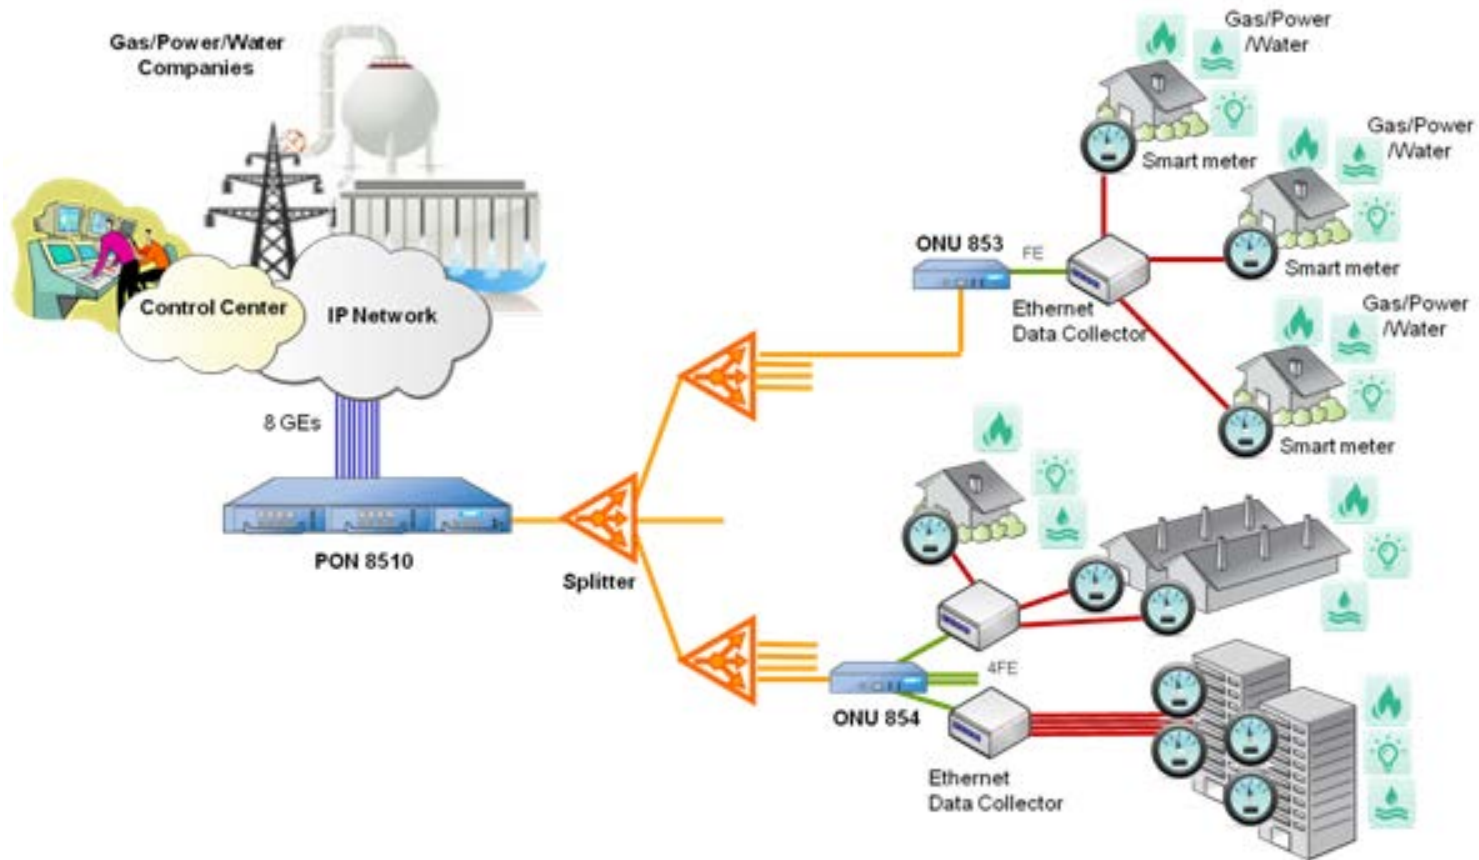 Gas/Power/Water
Companies
Control Center
IP Network
8 GEs
PON 8510
Splitter
ONU 853
FE
Ethernet
Data Collector
Gas/Power
/Water
Smart meter
Gas/Power
/Water
Smart meter
Gas/Power
/Water
Smart meter
4FE
ONU 854
Ethernet
Data Collector